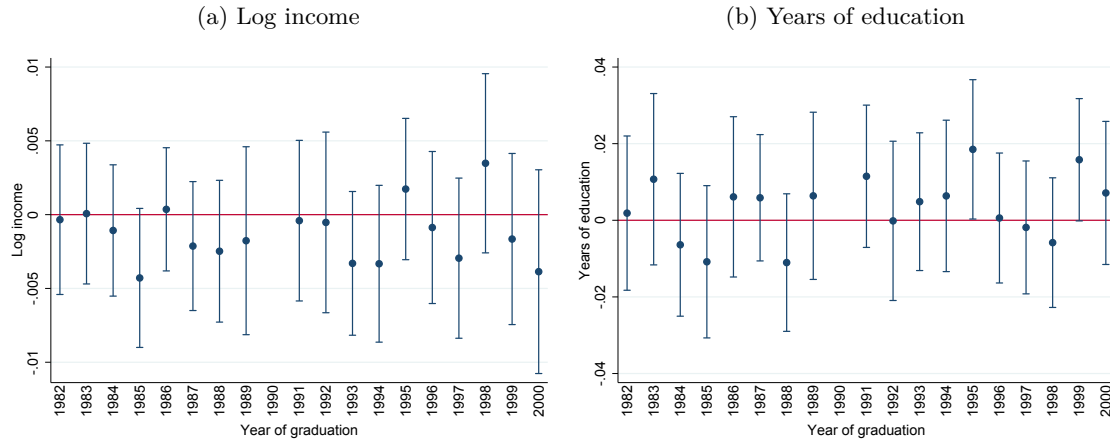 (a) Log income
.01
.005
0
-.005
-.01
Log income
1982 1983 1984 1985 1986 1987 1988 1989 1990 1991 1992 1993 1994 1995 1996 1997 1998 1999 2000
Year of graduation
(b) Years of education
.04
.02
0
-.02
-.04
Years of education
1982 1983 1984 1985 1986 1987 1988 1989 1990 1991 1992 1993 1994 1995 1996 1997 1998 1999 2000
Year of graduation